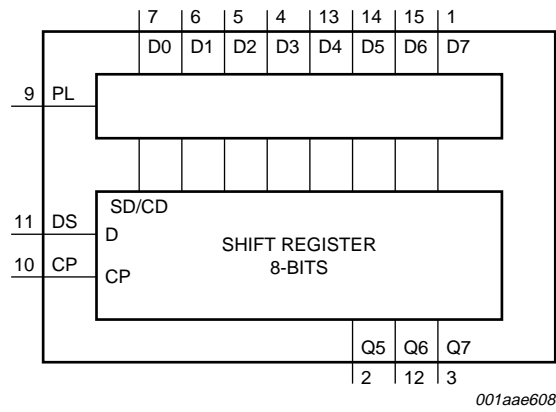 7 6 5 4 13 14 15 1
D0 D1 D2 D3 D4 D5 D6 D7
9 PL
SD/CD
11 DS
D
SHIFT REGISTER
8-BITS
10 CP
CP
Q5 Q6 Q7
2 12 3
001aae608